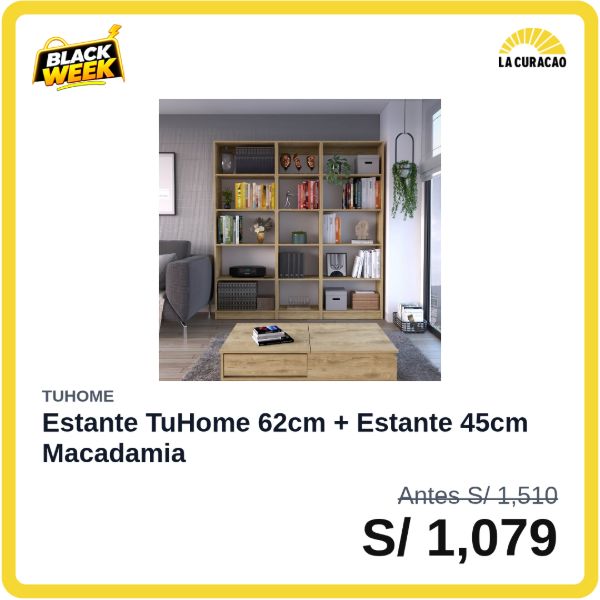 BLACK
WEEK
LA CURACAO
TUHOME
Estante TuHome 62cm + Estante 45cm
Macadamia
Antes S/ 1,510
S/ 1,079